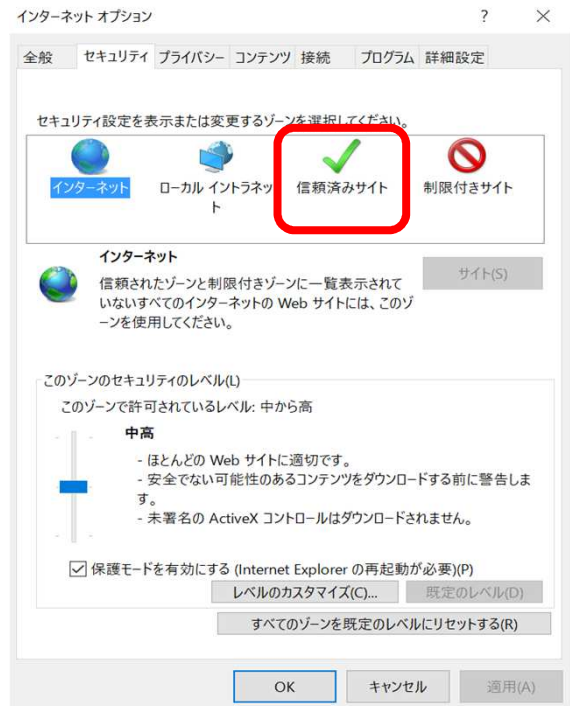 インターネット オプション ? ×
全般 セキュリティ プライバシー コンテンツ 接続 プログラム 詳細設定
セキュリティ設定を表示または変更するゾーンを選択してください。
インターネット
ローカル イントラネッ
ト
信頼済みサイト
制限付きサイト
インターネット
信頼されたゾーンと制限付きゾーンに一覧表示されて
いないすべてのインターネットの Web サイトには、このゾ
ーンを使用してください。
サイト(S)
このゾーンのセキュリティのレベル(L)
このゾーンで許可されているレベル: 中から高
中高
- ほとんどの Web サイトに適切です。
- 安全でない可能性のあるコンテンツをダウンロードする前に警告しま
す。
- 未署名の ActiveX コントロールはダウンロードされません。
保護モードを有効にする (Internet Explorer の再起動が必要)(P)
レベルのカスタマイズ(C)... 既定のレベル(D)
すべてのゾーンを既定のレベルにリセットする(R)
OK キャンセル 適用(A)